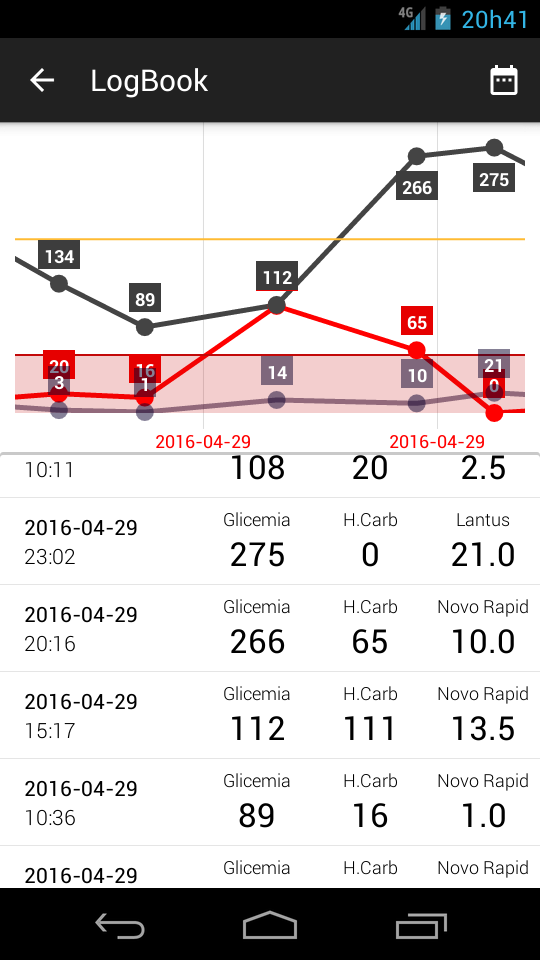 4G 20h41
LogBook
134
89
112
266
275
20
3
16
1
14
65
10
21
0
2016-04-29 2016-04-29
10:11 108 20 2.5
Glicemia H.Carb Lantus
2016-04-29
23:02 275 0 21.0
Glicemia H.Carb Novo Rapid
2016-04-29
20:16 266 65 10.0
Glicemia H.Carb Novo Rapid
2016-04-29
15:17 112 111 13.5
Glicemia H.Carb Novo Rapid
2016-04-29
10:36 89 16 1.0
Glicemia H.Carb Novo Rapid
2016-04-29